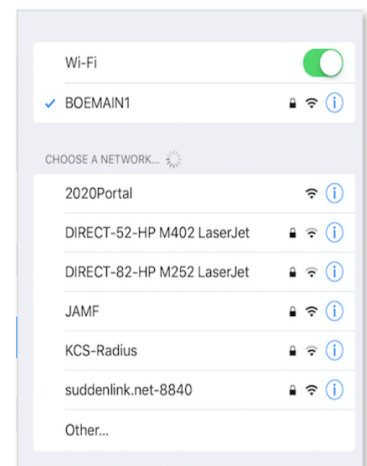 Wi-Fi
BOEMAIN1
CHOOSE A NETWORK...
2020Portal
DIRECT-52-HP M402 LaserJet
DIRECT-82-HP M252 LaserJet
JAMF
KCS-Radius
suddenlink.net-8840
Other...